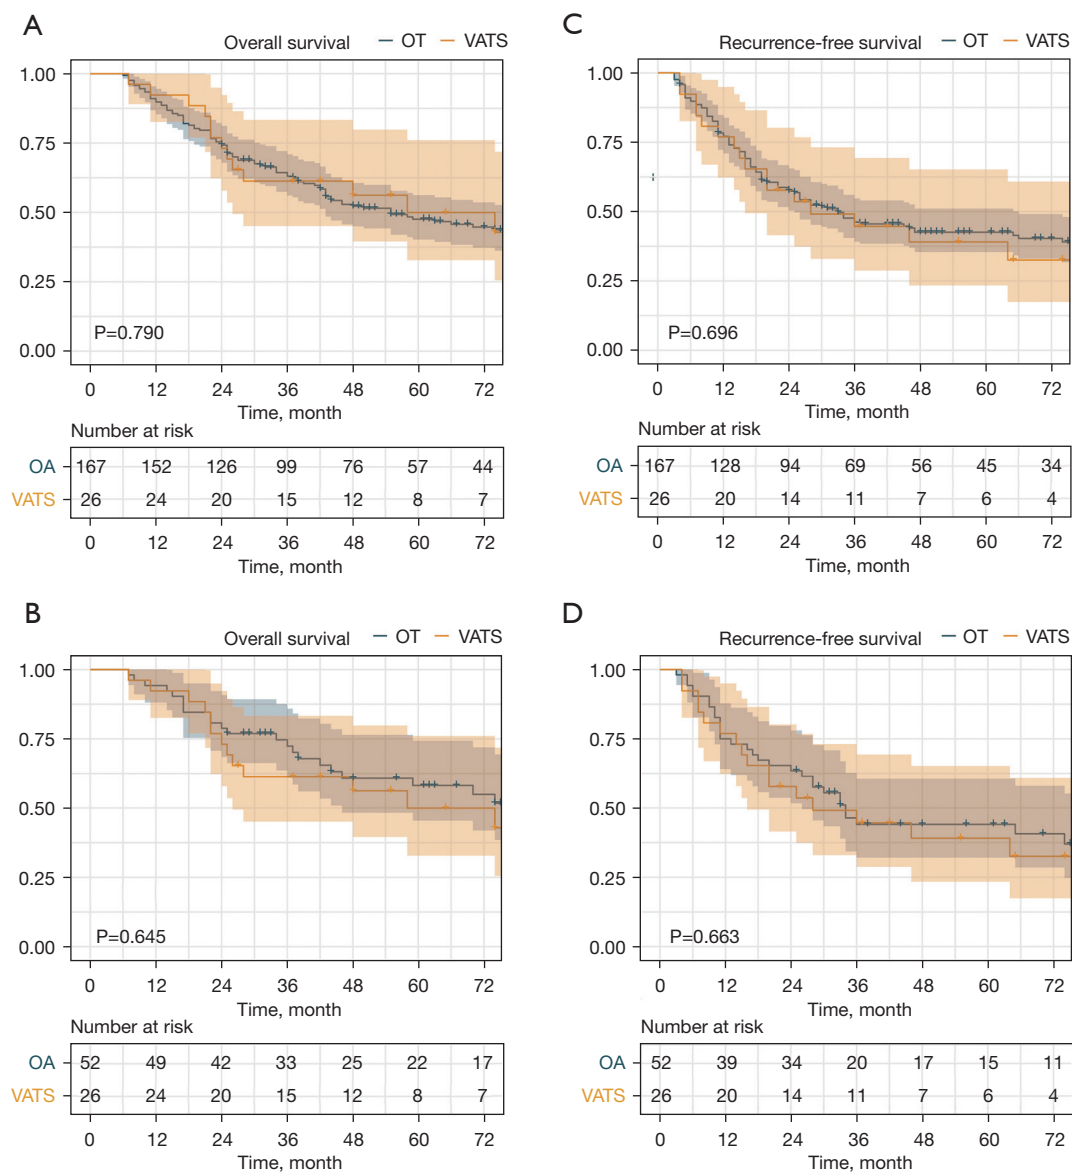 A
Overall survival OT VATS
1.00
0.75
0.50
0.25
0.00
P=0.790
0 12 24 36 48 60 72
Time, month
Number at risk
OA 167 152 126 99 76 57 44
VATS 26 24 20 15 12 8 7
0 12 24 36 48 60 72
Time, month
C
Recurrence-free survival OT VATS
1.00
0.75
0.50
0.25
0.00
P=0.696
0 12 24 36 48 60 72
Time, month
Number at risk
OA 167 128 94 69 56 45 34
VATS 26 20 14 11 7 6 4
0 12 24 36 48 60 72
Time, month
B
Overall survival OT VATS
1.00
0.75
0.50
0.25
0.00
P=0.645
0 12 24 36 48 60 72
Time, month
Number at risk
OA 52 49 42 33 25 22 17
VATS 26 24 20 15 12 8 7
0 12 24 36 48 60 72
Time, month
D
Recurrence-free survival OT VATS
1.00
0.75
0.50
0.25
0.00
P=0.663
0 12 24 36 48 60 72
Time, month
Number at risk
OA 52 39 34 20 17 15 11
VATS 26 20 14 11 7 6 4
0 12 24 36 48 60 72
Time, month